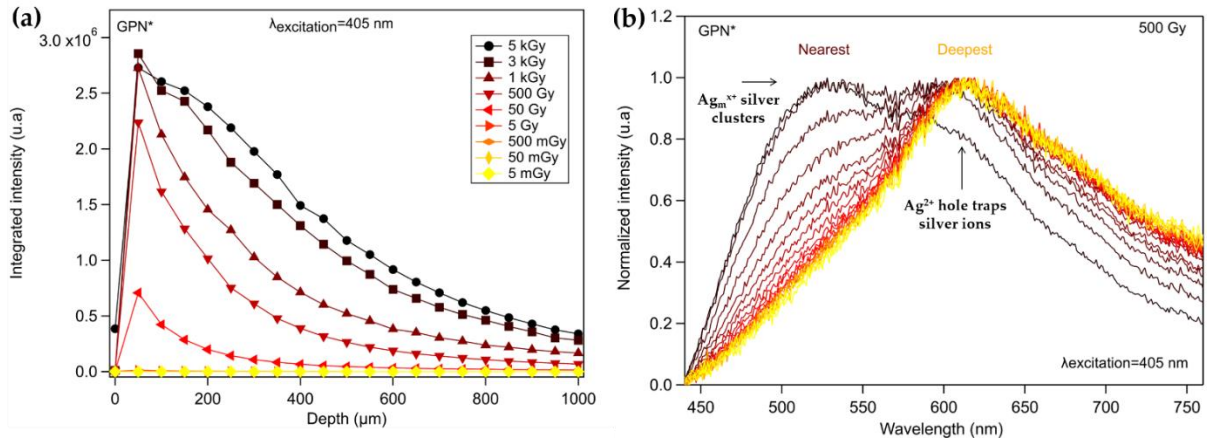 (a)
GPN*
λexcitation=405 nm
3.0 x10⁶
2.5
2.0
1.5
1.0
0.5
0.0
Integrated intensity (u.a)
0 200 400 600 800 1000
Depth (µm)
5 kGy
3 kGy
1 kGy
500 Gy
50 Gy
5 Gy
500 mGy
50 mGy
5 mGy
(b)
GPN*
500 Gy
Nearest
Deepest
Agₘˣ⁺ silver
clusters
Ag²⁺ hole traps
silver ions
λexcitation=405 nm
1.2
1.0
0.8
0.6
0.4
0.2
0.0
Normalized intensity (u.a)
450 500 550 600 650 700 750
Wavelength (nm)